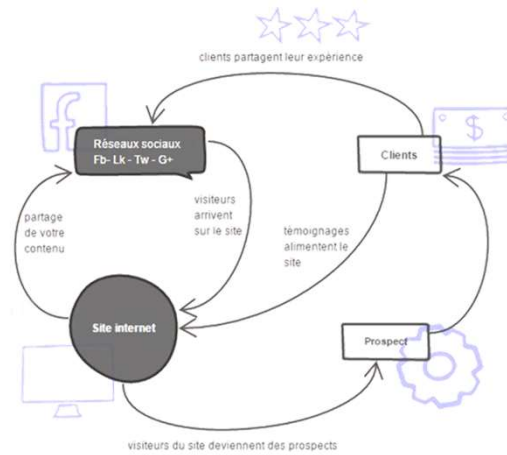 clients partagent leur expérience
Réseaux sociaux
Fb- Lk - Tw - G+
Clients
$
partage
de votre
contenu
visiteurs
arrivent
sur le site
témoignages
alimentent le
site
Site internet
Prospect
visiteurs du site deviennent des prospects